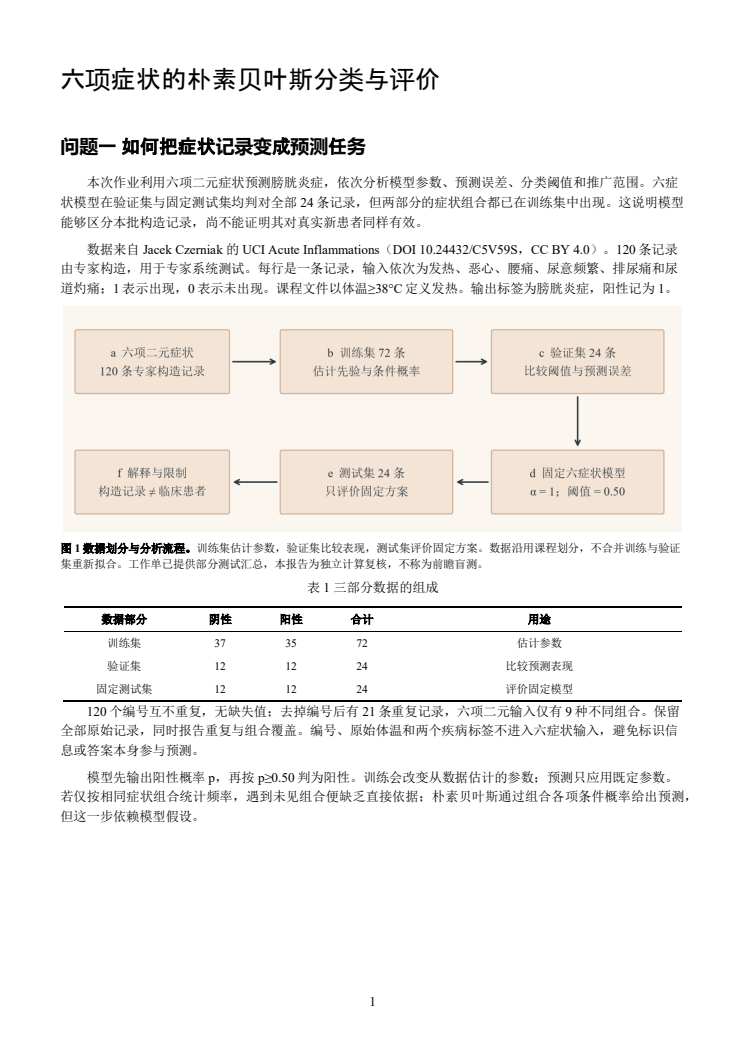 六项症状的朴素贝叶斯分类与评价
问题一 如何把症状记录变成预测任务
本次作业利用六项二元症状预测膀胱炎症，依次分析模型参数、预测误差、分类阈值和推广范围。六症
状模型在验证集与固定测试集均判对全部 24 条记录，但两部分的症状组合都已在训练集中出现。这说明模型
能够区分本批构造记录，尚不能证明其对真实新患者同样有效。
数据来自 Jacek Czerniak 的 UCI Acute Inflammations（DOI 10.24432/C5V59S，CC BY 4.0）。120 条记录
由专家构造，用于专家系统测试。每行是一条记录，输入依次为发热、恶心、腰痛、尿意频繁、排尿痛和尿
道灼痛；1 表示出现，0 表示未出现。课程文件以体温≥38°C 定义发热。输出标签为膀胱炎症，阳性记为 1。
a 六项二元症状
120 条专家构造记录
b 训练集 72 条
估计先验与条件概率
c 验证集 24 条
比较阈值与预测误差
f 解释与限制
构造记录 ≠ 临床患者
e 测试集 24 条
只评价固定方案
d 固定六症状模型
α = 1；阈值 = 0.50
图 1 数据划分与分析流程。训练集估计参数，验证集比较表现，测试集评价固定方案。数据沿用课程划分，不合并训练与验证
集重新拟合。工作单已提供部分测试汇总，本报告为独立计算复核，不称为前瞻盲测。
表 1 三部分数据的组成
数据部分 阴性 阳性 合计 用途
训练集 37 35 72 估计参数
验证集 12 12 24 比较预测表现
固定测试集 12 12 24 评价固定模型
120 个编号互不重复，无缺失值；去掉编号后有 21 条重复记录，六项二元输入仅有 9 种不同组合。保留
全部原始记录，同时报告重复与组合覆盖。编号、原始体温和两个疾病标签不进入六症状输入，避免标识信
息或答案本身参与预测。
模型先输出阳性概率 p，再按 p≥0.50 判为阳性。训练会改变从数据估计的参数；预测只应用既定参数。
若仅按相同症状组合统计频率，遇到未见组合便缺乏直接依据；朴素贝叶斯通过组合各项条件概率给出预测，
但这一步依赖模型假设。
1